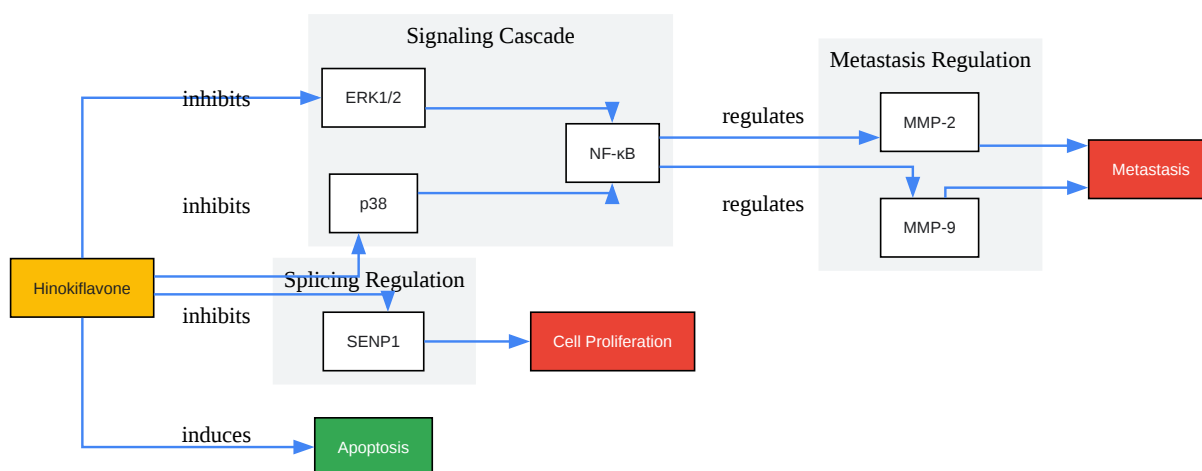 Signaling Cascade
Metastasis Regulation
inhibits
ERK1/2
regulates
MMP-2
NF-κB
Metastasis
inhibits
p38
regulates
MMP-9
Hinokiflavone
Splicing Regulation
inhibits
SENP1
Cell Proliferation
induces
Apoptosis